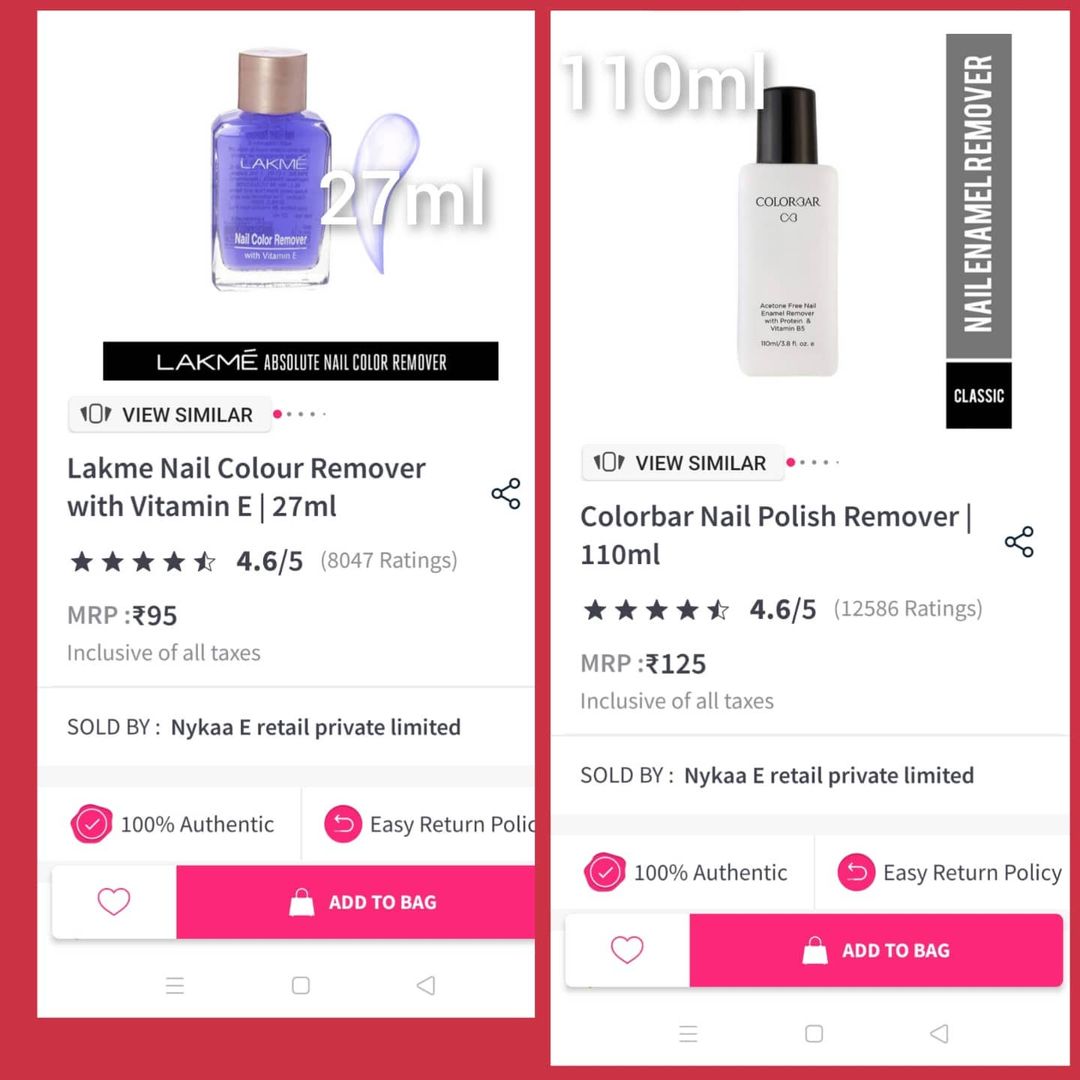 LAKMÉ
27ml
Nail Color Remover
with Vitamin E
LAKMÉ ABSOLUTE NAIL COLOR REMOVER
VIEW SIMILAR
Lakme Nail Colour Remover
with Vitamin E | 27ml
4.6/5 (8047 Ratings)
MRP :₹95
Inclusive of all taxes
SOLD BY : Nykaa E retail private limited
100% Authentic
Easy Return Polic
ADD TO BAG
110ml
COLORBAR
Acetone Free Nail
Enamel Remover
with Protein &
Vitamin B5
110ml/3.8 fl. oz. e
NAIL ENAMEL REMOVER
CLASSIC
VIEW SIMILAR
Colorbar Nail Polish Remover |
110ml
4.6/5 (12586 Ratings)
MRP :₹125
Inclusive of all taxes
SOLD BY : Nykaa E retail private limited
100% Authentic
Easy Return Policy
ADD TO BAG